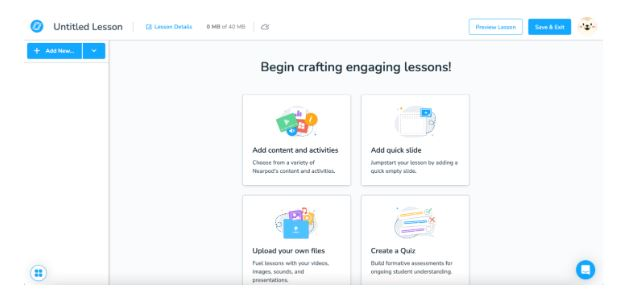 Untitled Lesson
Lesson Details
0 MB of 40 MB
Preview Lesson
Save & Exit
+ Add New...
Begin crafting engaging lessons!
Add content and activities
Choose from a variety of
Nearpod's content and activities.
Add quick slide
Jumpstart your lesson by adding a
quick empty slide.
Upload your own files
Fuel lessons with your videos,
images, sounds, and
presentations.
Create a Quiz
Build formative assessments for
ongoing student understanding.